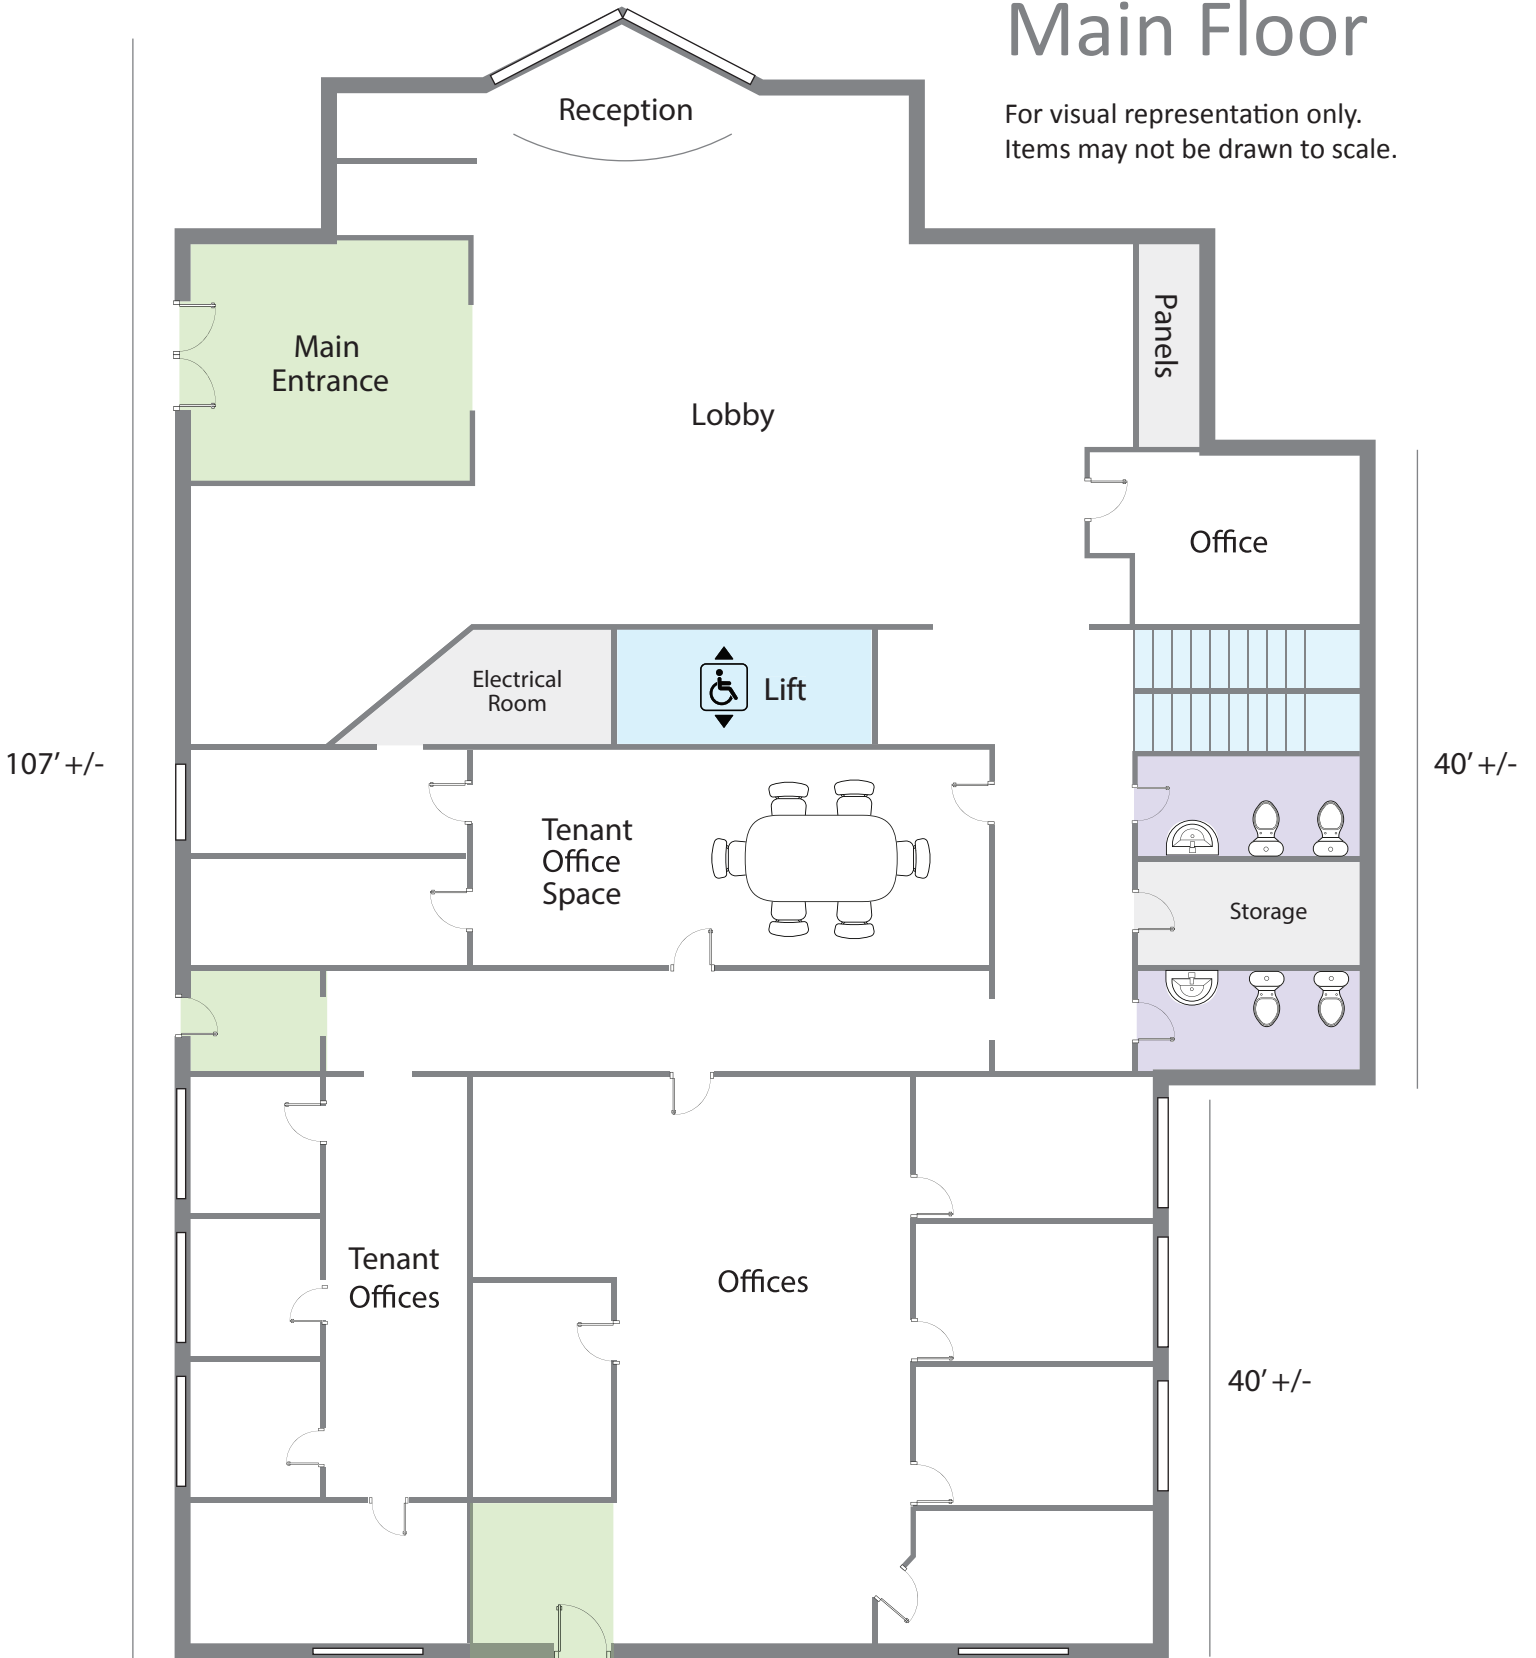 Main Floor
For visual representation only.
Items may not be drawn to scale.
Reception
Main
Entrance
Panels
Lobby
Office
Electrical
Room
Lift
107’ +/-
40’ +/-
Tenant
Office
Space
Storage
Tenant
Offices
Offices
40’ +/-